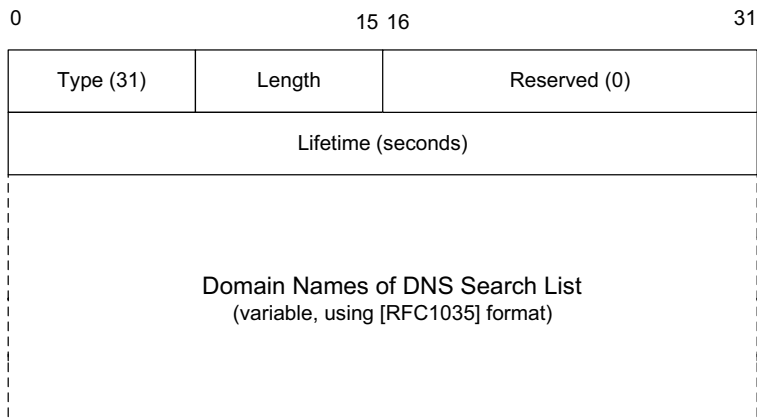 0 15 16 31
Type (31) Length Reserved (0)
Lifetime (seconds)
Domain Names of DNS Search List
(variable, using [RFC1035] format)